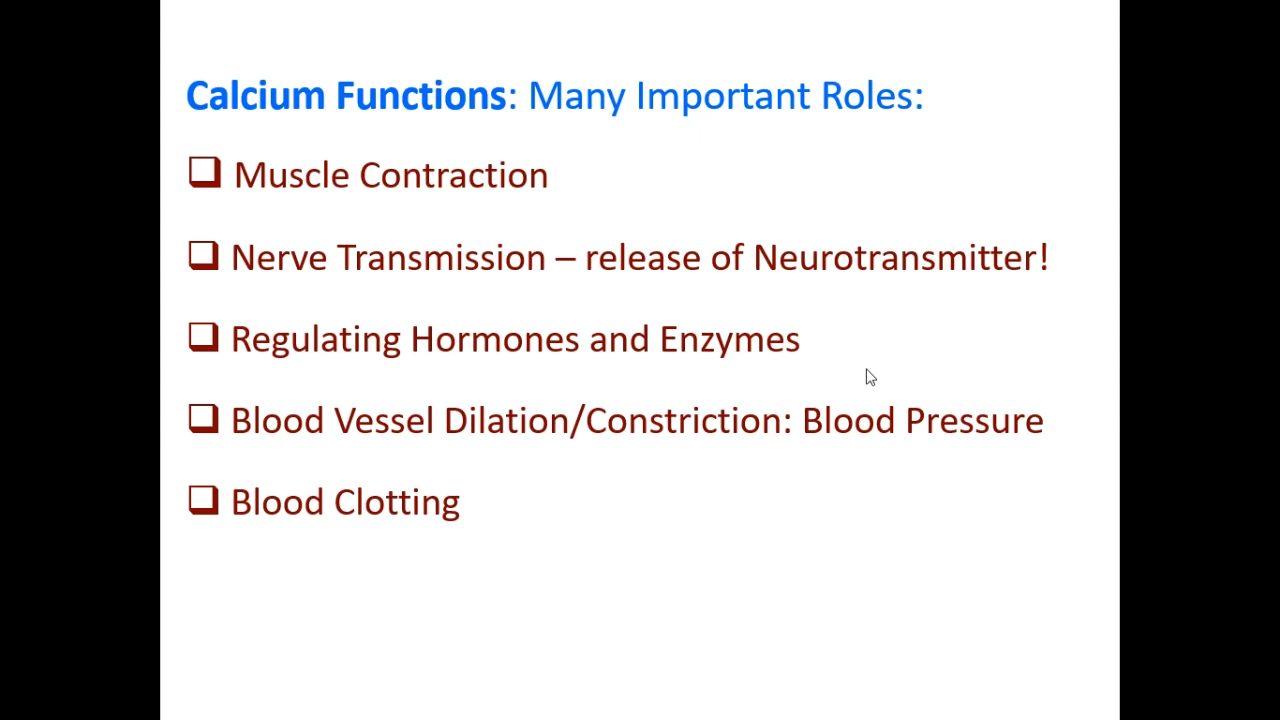 Calcium Functions: Many Important Roles:
❑ Muscle Contraction
❑ Nerve Transmission – release of Neurotransmitter!
❑ Regulating Hormones and Enzymes
❑ Blood Vessel Dilation/Constriction: Blood Pressure
❑ Blood Clotting